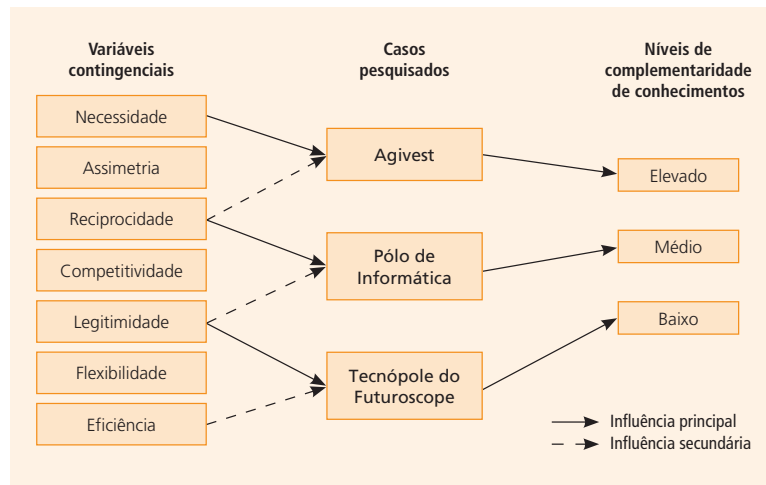 Variáveis
contingenciais
Necessidade
Assimetria
Reciprocidade
Competitividade
Legitimidade
Flexibilidade
Eficiência
Casos
pesquisados
Agivest
Pólo de
Informática
Tecnópole do
Futuroscope
Níveis de
complementaridade
de conhecimentos
Elevado
Médio
Baixo
Influência principal
Influência secundária